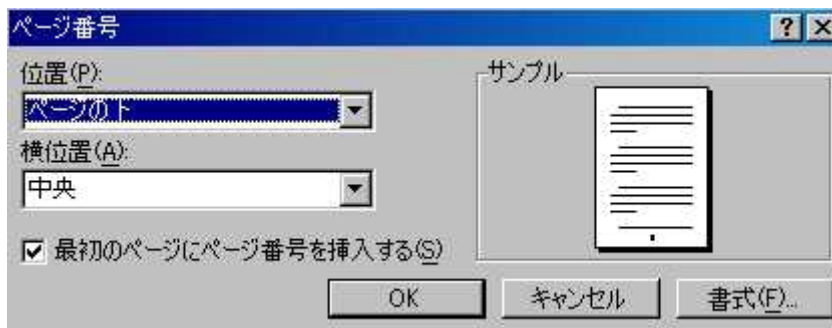 ページ番号
位置(P):
ページの下
横位置(A):
中央
最初のページにページ番号を挿入する(S)
サンプル
OK
キャンセル
書式(F)...